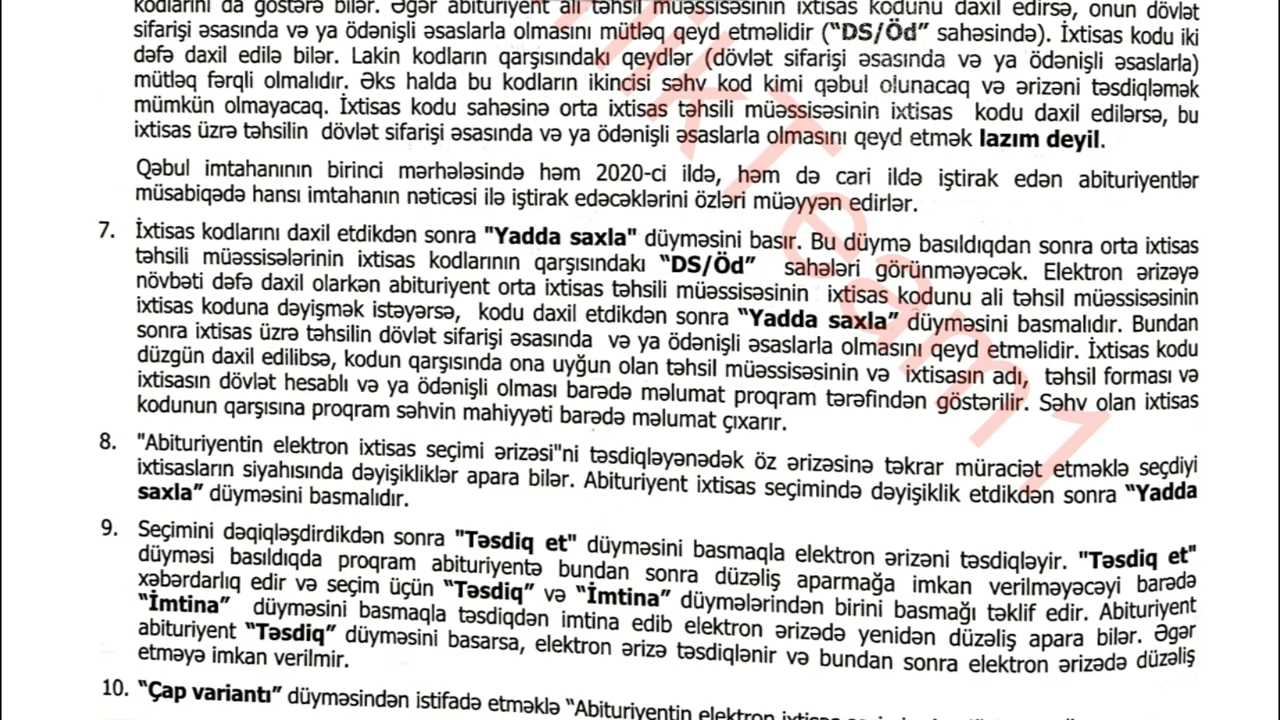 kodlarını da göstərə bilər. Əgər abituriyent ali təhsil müəssisəsinin ixtisas kodunu daxil edirsə, onun dövlət
sifarişi əsasında və ya ödənişli əsaslarla olmasını mütləq qeyd etməlidir (“DS/Öd” sahəsində). İxtisas kodu iki
dəfə daxil edilə bilər. Lakin kodların qarşısındakı qeydlər (dövlət sifarişi əsasında və ya ödənişli əsaslarla)
mütləq fərqli olmalıdır. Əks halda bu kodların ikincisi səhv kod kimi qəbul olunacaq və ərizəni təsdiqləmək
mümkün olmayacaq. İxtisas kodu sahəsinə orta ixtisas təhsili müəssisəsinin ixtisas kodu daxil edilərsə, bu
ixtisas üzrə təhsilin dövlət sifarişi əsasında və ya ödənişli əsaslarla olmasını qeyd etmək lazım deyil.
Qəbul imtahanının birinci mərhələsində həm 2020-ci ildə, həm də cari ildə iştirak edən abituriyentlər
müsabiqədə hansı imtahanın nəticəsi ilə iştirak edəcəklərini özləri müəyyən edirlər.
7. İxtisas kodlarını daxil etdikdən sonra "Yadda saxla" düyməsini basır. Bu düymə basıldıqdan sonra orta ixtisas
təhsili müəssisələrinin ixtisas kodlarının qarşısındakı “DS/Öd” sahələri görünməyəcək. Elektron ərizəyə
növbəti dəfə daxil olarkən abituriyent orta ixtisas təhsili müəssisəsinin ixtisas kodunu ali təhsil müəssisəsinin
ixtisas koduna dəyişmək istəyərsə, kodu daxil etdikdən sonra “Yadda saxla” düyməsini basmalıdır. Bundan
sonra ixtisas üzrə təhsilin dövlət sifarişi əsasında və ya ödənişli əsaslarla olmasını qeyd etməlidir. İxtisas kodu
düzgün daxil edilibsə, kodun qarşısında ona uyğun olan təhsil müəssisəsinin və ixtisasın adı, təhsil forması və
ixtisasın dövlət hesablı və ya ödənişli olması barədə məlumat proqram tərəfindən göstərilir. Səhv olan ixtisas
kodunun qarşısına proqram səhvin mahiyyəti barədə məlumat çıxarır.
8. "Abituriyentin elektron ixtisas seçimi ərizəsi"ni təsdiqləyənədək öz ərizəsinə təkrar müraciət etməklə seçdiyi
ixtisasların siyahısında dəyişikliklər apara bilər. Abituriyent ixtisas seçimində dəyişiklik etdikdən sonra “Yadda
saxla” düyməsini basmalıdır.
9. Seçimini dəqiqləşdirdikdən sonra "Təsdiq et" düyməsini basmaqla elektron ərizəni təsdiqləyir. "Təsdiq et"
düyməsi basıldıqda proqram abituriyentə bundan sonra düzəliş aparmağa imkan verilməyəcəyi barədə
xəbərdarlıq edir və seçim üçün “Təsdiq” və “İmtina” düymələrindən birini basmağı təklif edir. Abituriyent
“İmtina” düyməsini basmaqla təsdiqdən imtina edib elektron ərizədə yenidən düzəliş apara bilər. Əgər
abituriyent “Təsdiq” düyməsini basarsa, elektron ərizə təsdiqlənir və bundan sonra elektron ərizədə düzəliş
etməyə imkan verilmir.
10. “Çap variantı” düyməsindən istifadə etməklə “Abituriyentin elektron ixtisas